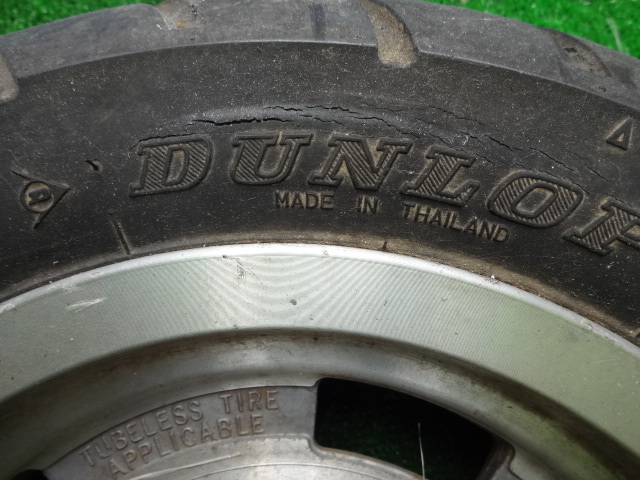 DUNLOP
MADE IN THAILAND
TUBELESS TIRE
APPLICABLE